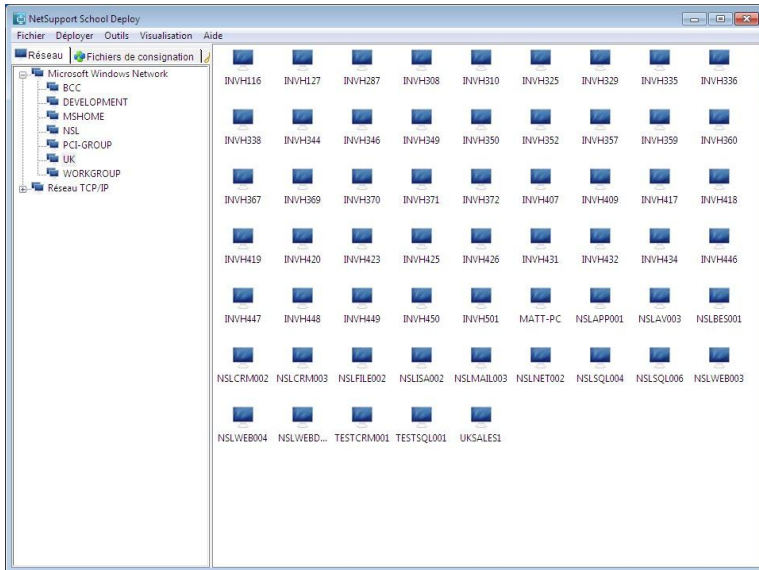 NetSupport School Deploy
Fichier Déployer Outils Visualisation Aide
Réseau Fichiers de consignation
Microsoft Windows Network
BCC
DEVELOPMENT
MSHOME
NSL
PCI-GROUP
UK
WORKGROUP
Réseau TCP/IP
INVH116 INVH127 INVH287 INVH308 INVH310 INVH325 INVH329 INVH335 INVH336
INVH338 INVH344 INVH346 INVH349 INVH350 INVH352 INVH357 INVH359 INVH360
INVH367 INVH369 INVH370 INVH371 INVH372 INVH407 INVH409 INVH417 INVH418
INVH419 INVH420 INVH423 INVH425 INVH426 INVH431 INVH432 INVH434 INVH446
INVH447 INVH448 INVH449 INVH450 INVH501 MATT-PC NSLAPP001 NSLAV003 NSLBES001
NSLCRM002 NSLCRM003 NSLFILE002 NSLISA002 NSLMAIL003 NSLNET002 NSLSQL004 NSLSQL006 NSLWEB003
NSLWEB004 NSLWEBD... TESTCRM001 TESTSQL001 UKSALES1